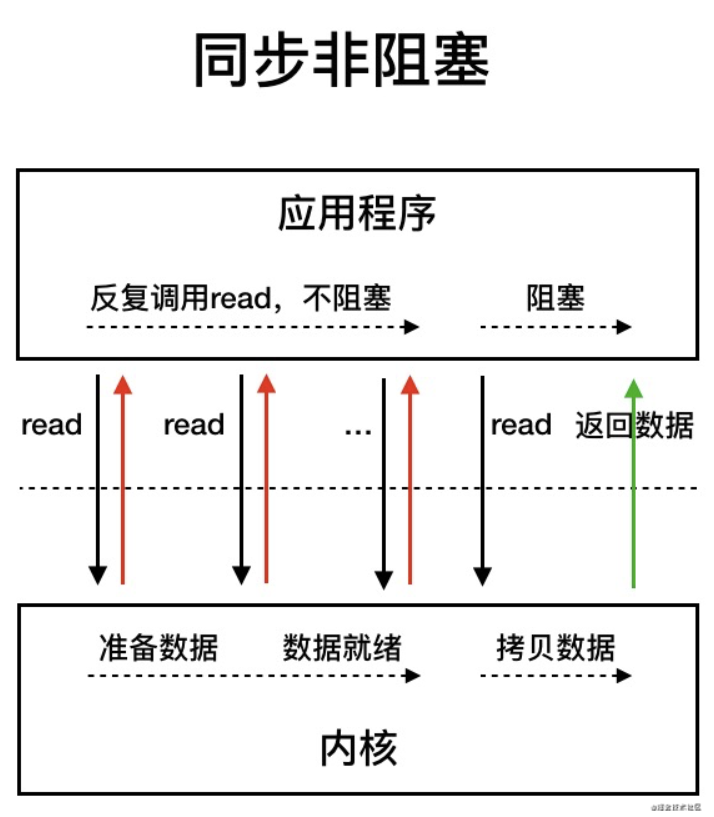 同步非阻塞
应用程序
反复调用read，不阻塞 阻塞
read read ... read 返回数据
准备数据 数据就绪 拷贝数据
内核
@掘金技术社区